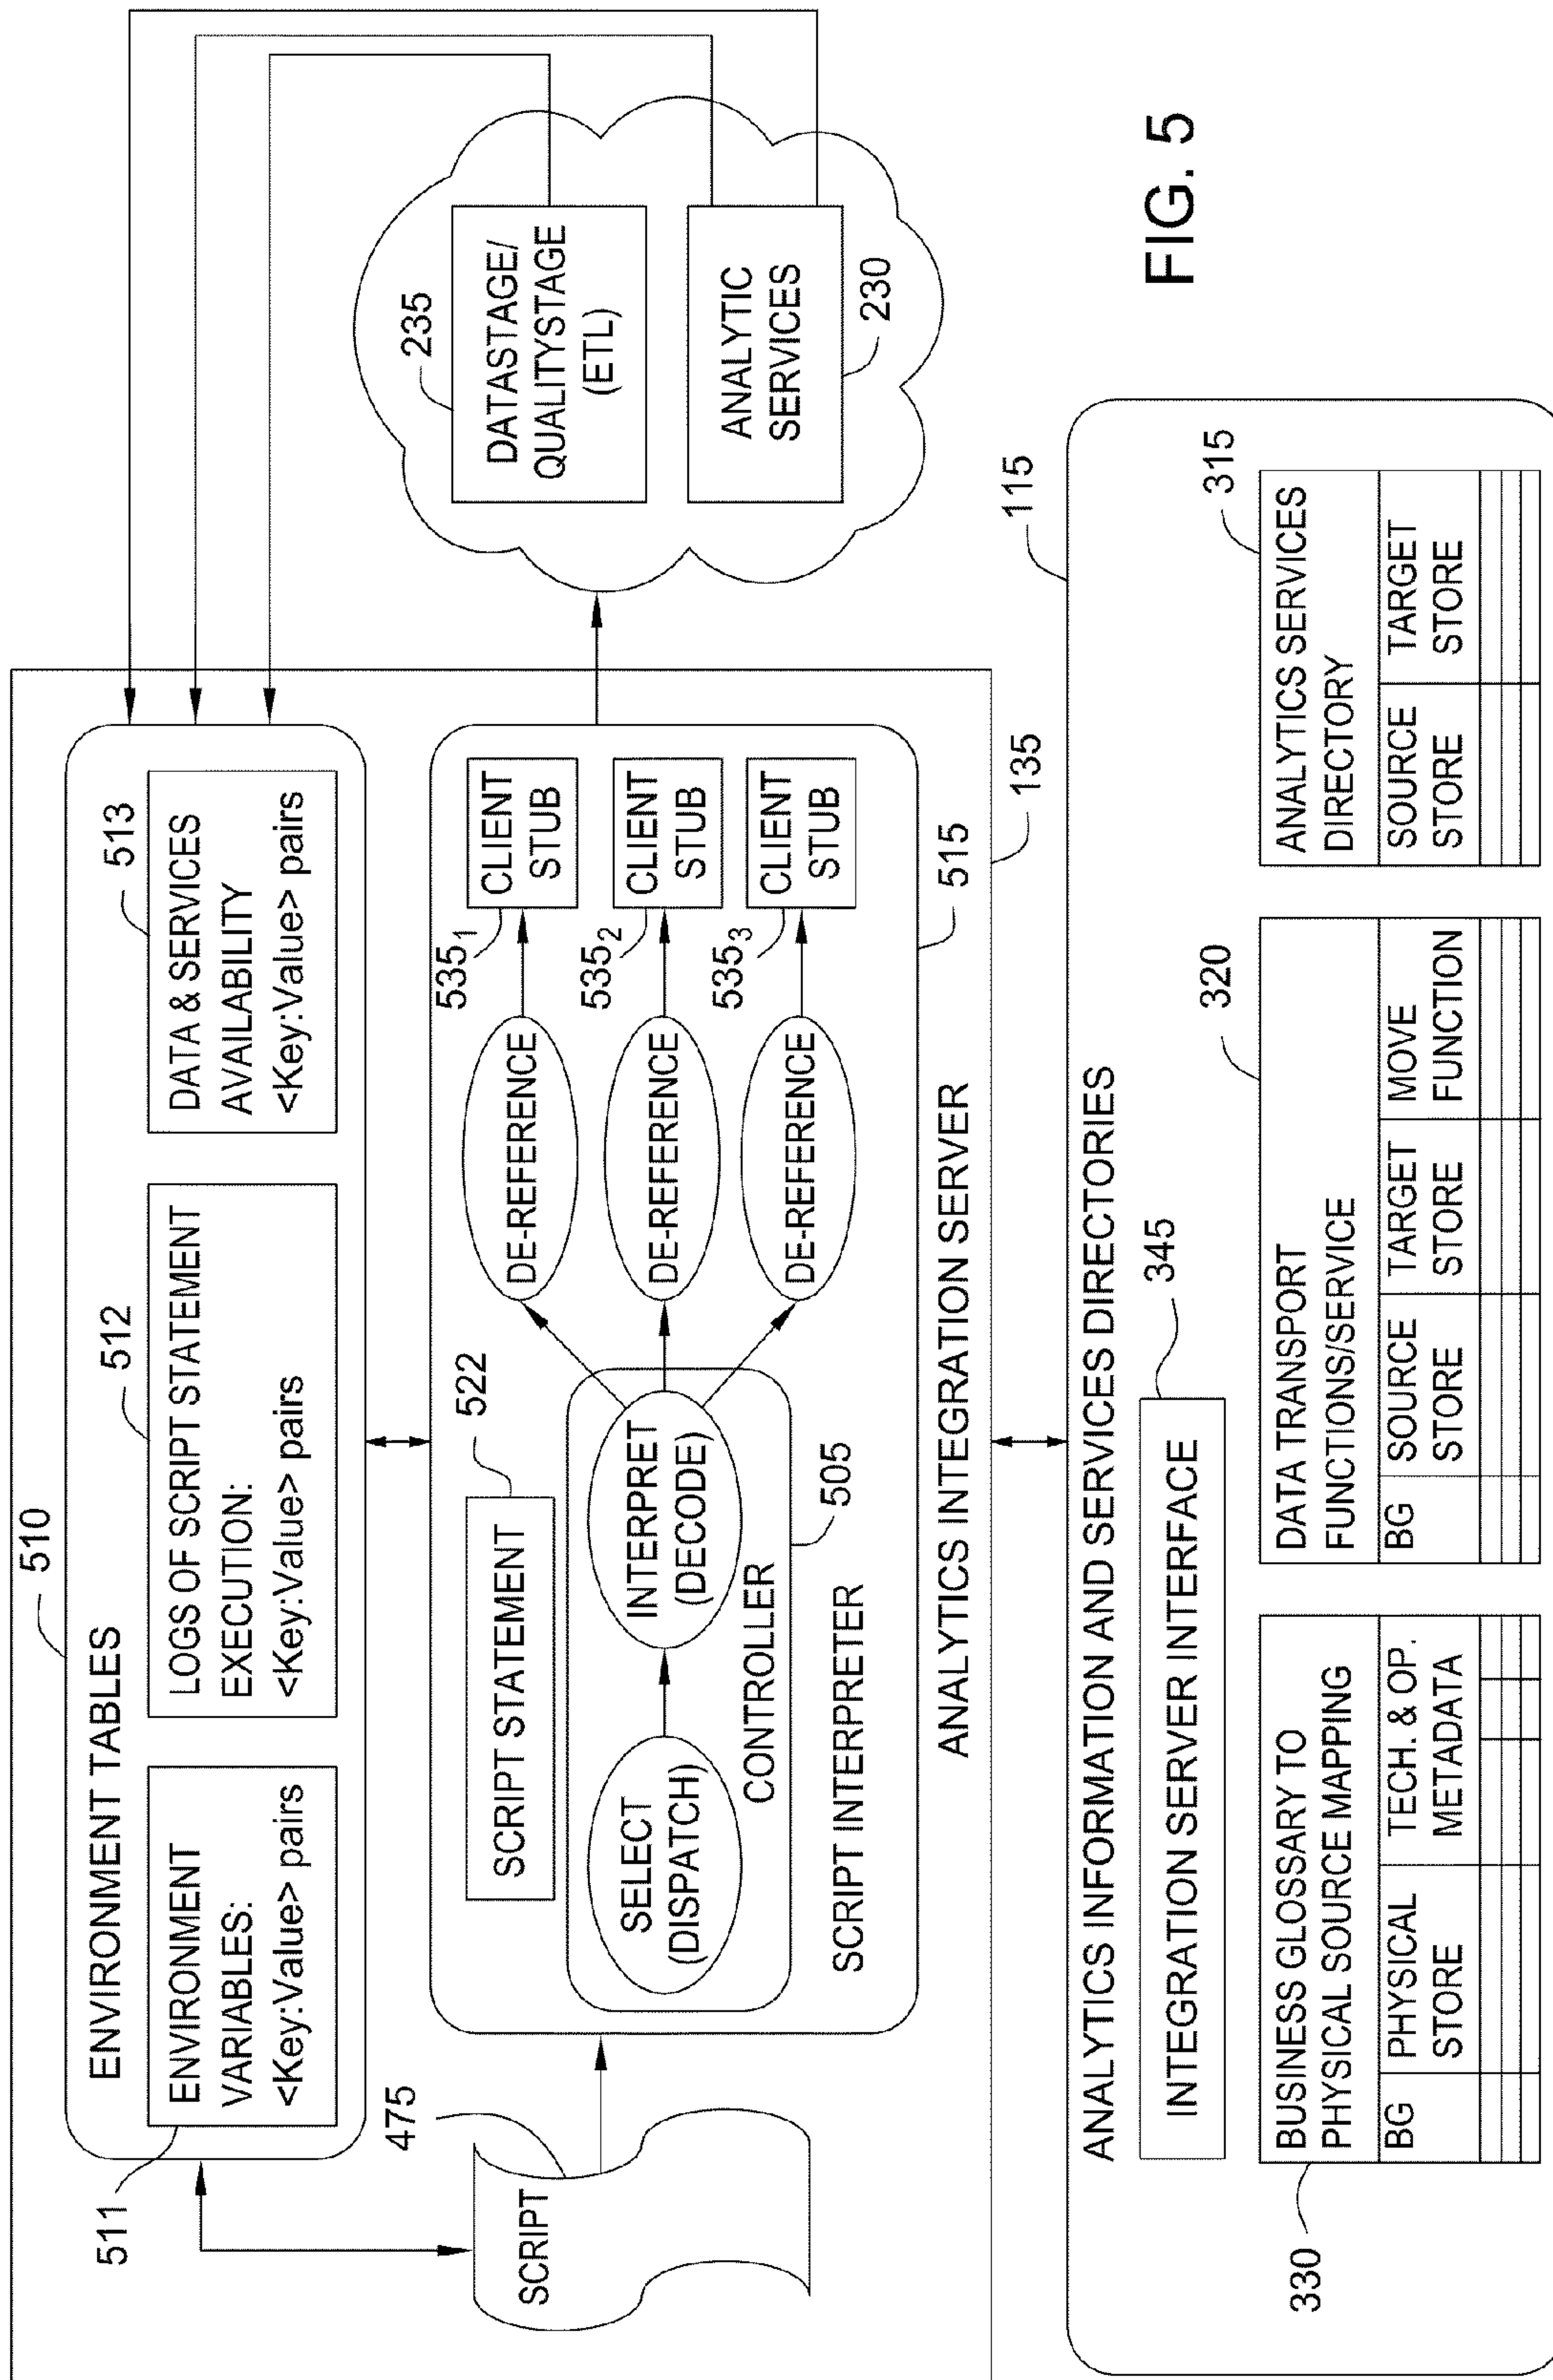 510
ENVIRONMENT TABLES
511
ENVIRONMENT
VARIABLES:
<Key:Value> pairs
512
LOGS OF SCRIPT STATEMENT
EXECUTION:
<Key:Value> pairs
513
DATA & SERVICES
AVAILABILITY
<Key:Value> pairs
475
SCRIPT
522
SCRIPT STATEMENT
SELECT
(DISPATCH)
INTERPRET
(DECODE)
CONTROLLER
505
SCRIPT INTERPRETER
DE-REFERENCE
DE-REFERENCE
DE-REFERENCE
535₁
CLIENT
STUB
535₂
CLIENT
STUB
535₃
CLIENT
STUB
515
ANALYTICS INTEGRATION SERVER
135
235
DATASTAGE/
QUALITYSTAGE
(ETL)
ANALYTIC
SERVICES
230
115
ANALYTICS INFORMATION AND SERVICES DIRECTORIES
INTEGRATION SERVER INTERFACE
345
330
BUSINESS GLOSSARY TO
PHYSICAL SOURCE MAPPING
BG PHYSICAL STORE TECH. & OP. METADATA
320
DATA TRANSPORT
FUNCTIONS/SERVICE
BG SOURCE STORE TARGET STORE MOVE FUNCTION
315
ANALYTICS SERVICES
DIRECTORY
SOURCE STORE TARGET STORE
FIG. 5